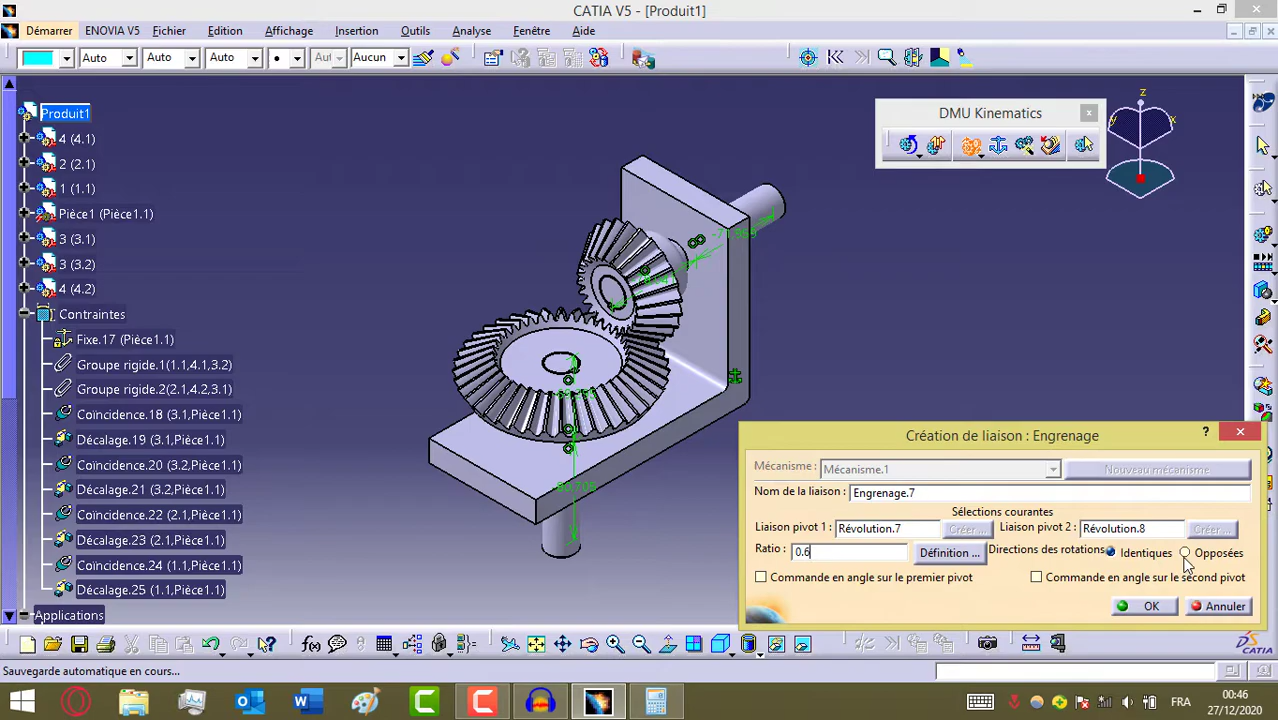 CATIA V5 - [Produit1]
Démarrer ENOVIA V5 Fichier Edition Affichage Insertion Outils Analyse Fenêtre Aide
Auto Auto Auto Aut Aucun
Produit1
4 (4.1)
2 (2.1)
1 (1.1)
Pièce1 (Pièce1.1)
3 (3.1)
3 (3.2)
4 (4.2)
Contraintes
Fixe.17 (Pièce1.1)
Groupe rigide.1(1.1,4.1,3.2)
Groupe rigide.2(2.1,4.2,3.1)
Coïncidence.18 (3.1,Pièce1.1)
Décalage.19 (3.1,Pièce1.1)
Coïncidence.20 (3.2,Pièce1.1)
Décalage.21 (3.2,Pièce1.1)
Coïncidence.22 (2.1,Pièce1.1)
Décalage.23 (2.1,Pièce1.1)
Coïncidence.24 (1.1,Pièce1.1)
Décalage.25 (1.1,Pièce1.1)
Applications
DMU Kinematics
z
y x
Création de liaison : Engrenage
?
Mécanisme : Mécanisme.1 Nouveau mécanisme
Nom de la liaison : Engrenage.7
Sélections courantes
Liaison pivot 1 : Révolution.7 Créer ... Liaison pivot 2 : Révolution.8 Créer ...
Ratio : 0.6 Définition ... Directions des rotations Identiques Opposées
Commande en angle sur le premier pivot Commande en angle sur le second pivot
OK Annuler
Sauvegarde automatique en cours...
CATIA
FRA
00:46
27/12/2020